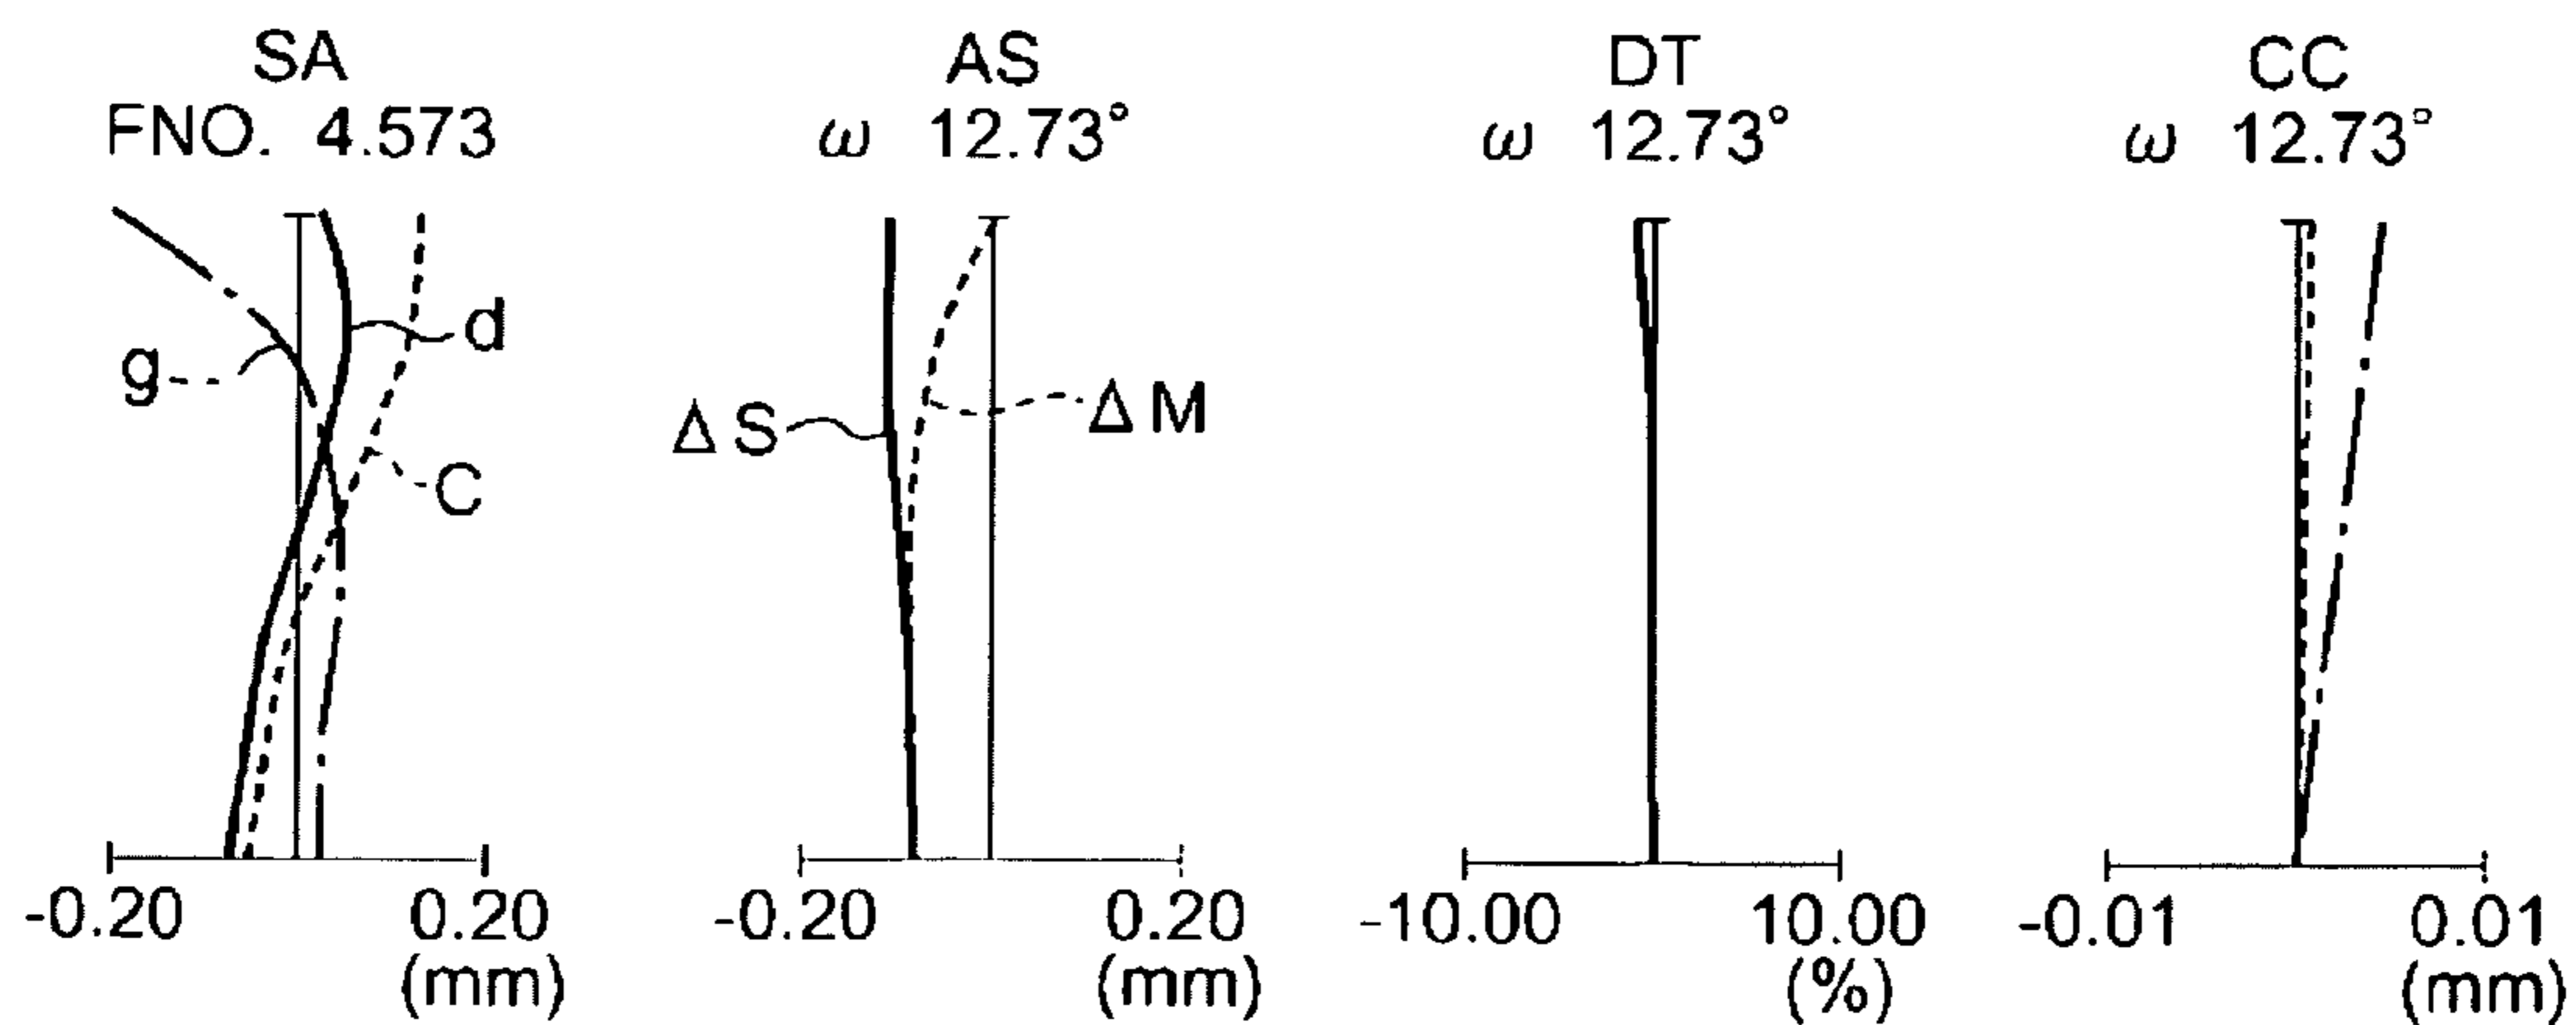 SA
FNO. 4.573
g
d
C
-0.20
0.20
(mm)
AS
ω 12.73°
ΔS
ΔM
-0.20
0.20
(mm)
DT
ω 12.73°
-10.00
10.00
(%)
CC
ω 12.73°
-0.01
0.01
(mm)